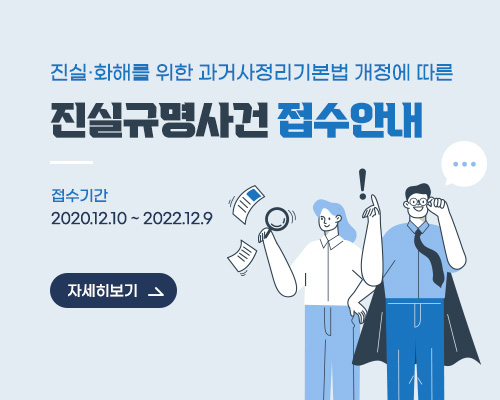 진실·화해를 위한 과거사정리기본법 개정에 따른
진실규명사건 접수안내
접수기간
2020.12.10 ~ 2022.12.9
자세히보기